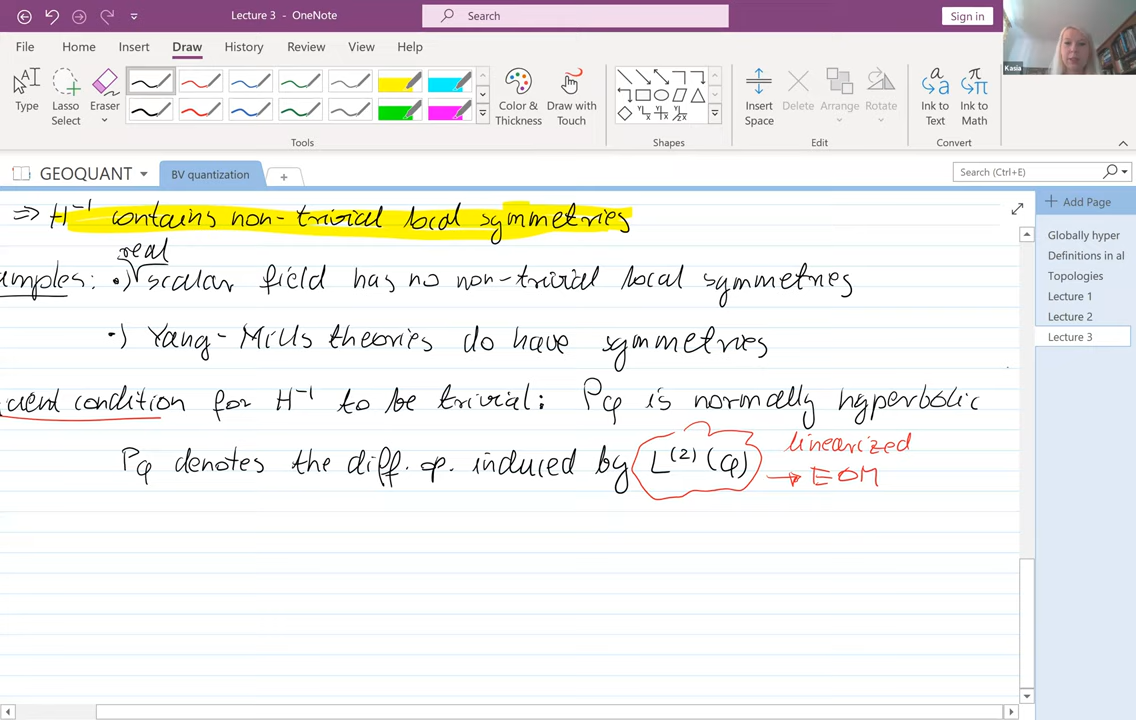 Lecture 3 - OneNote
Search
Sign in
Kasia
File Home Insert Draw History Review View Help
Type
Lasso Select
Eraser
Color & Thickness
Draw with Touch
Insert Space
Delete
Arrange
Rotate
Ink to Text
Ink to Math
Tools
Shapes
Edit
Convert
GEOQUANT
BV quantization
Search (Ctrl+E)
Add Page
Globally hyper
Definitions in al
Topologies
Lecture 1
Lecture 2
Lecture 3
=> H⁻¹ contains non-trivial local symmetries
real
amples: •) scalar field has no non-trivial local symmetries
•) Yang-Mills theories do have symmetries
cient condition for H⁻¹ to be trivial: Pφ is normally hyperbolic
Pφ denotes the diff. op. induced by L⁽²⁾(φ)
linearized
→ EOM